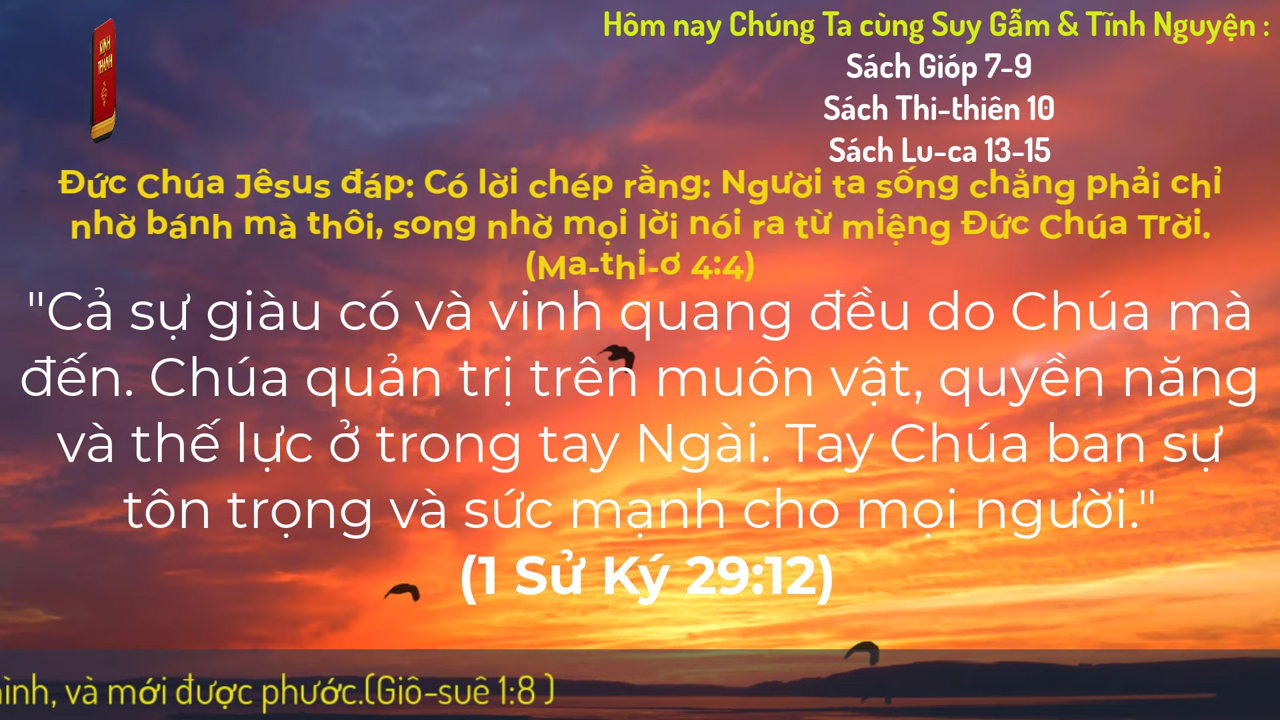 Hôm nay Chúng Ta cùng Suy Gẫm & Tĩnh Nguyện :
KINH
THÁNH
Sách Gióp 7-9
Sách Thi-thiên 10
Sách Lu-ca 13-15
Đức Chúa Jêsus đáp: Có lời chép rằng: Người ta sống chẳng phải chỉ
nhờ bánh mà thôi, song nhờ mọi lời nói ra từ miệng Đức Chúa Trời.
(Ma-thi-ơ 4:4)
"Cả sự giàu có và vinh quang đều do Chúa mà
đến. Chúa quản trị trên muôn vật, quyền năng
và thế lực ở trong tay Ngài. Tay Chúa ban sự
tôn trọng và sức mạnh cho mọi người."
(1 Sử Ký 29:12)
, và mới được phước.(Giô-suê 1:8 )